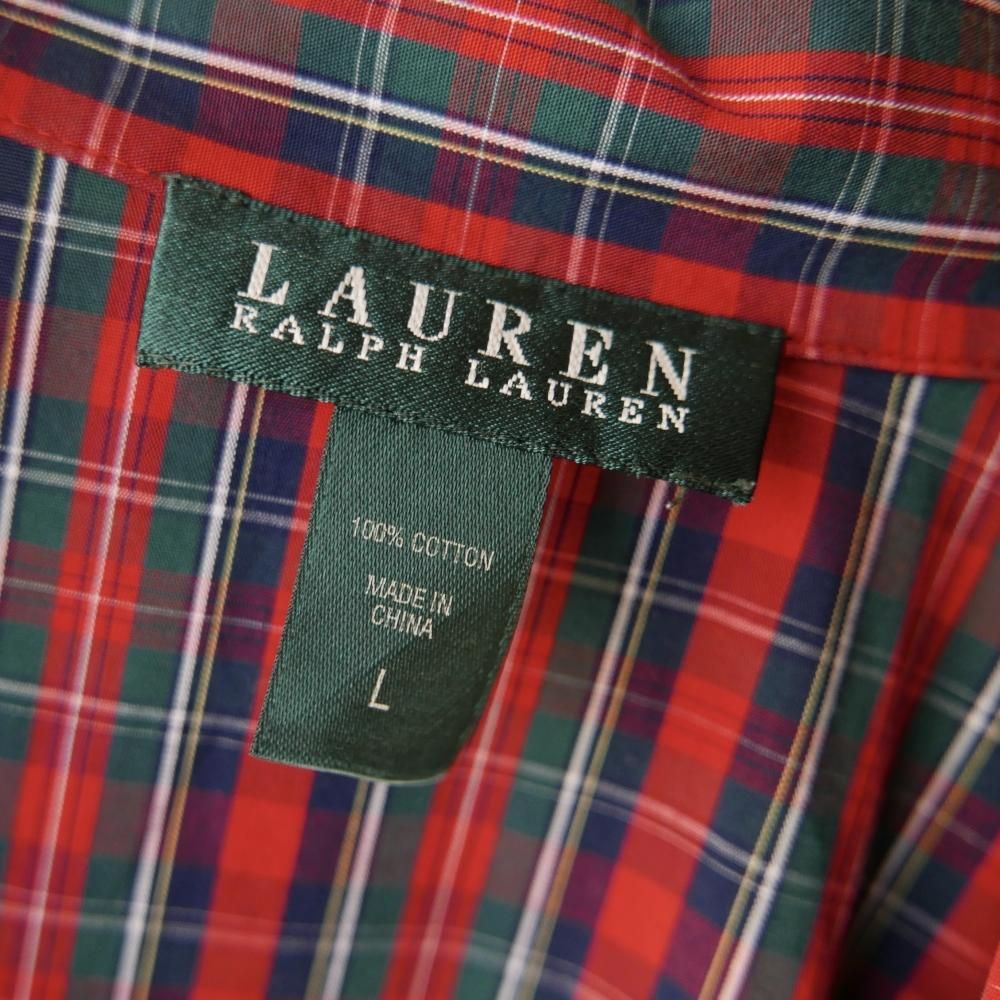 LAUREN
RALPH LAUREN
100% COTTON
MADE IN
CHINA
L